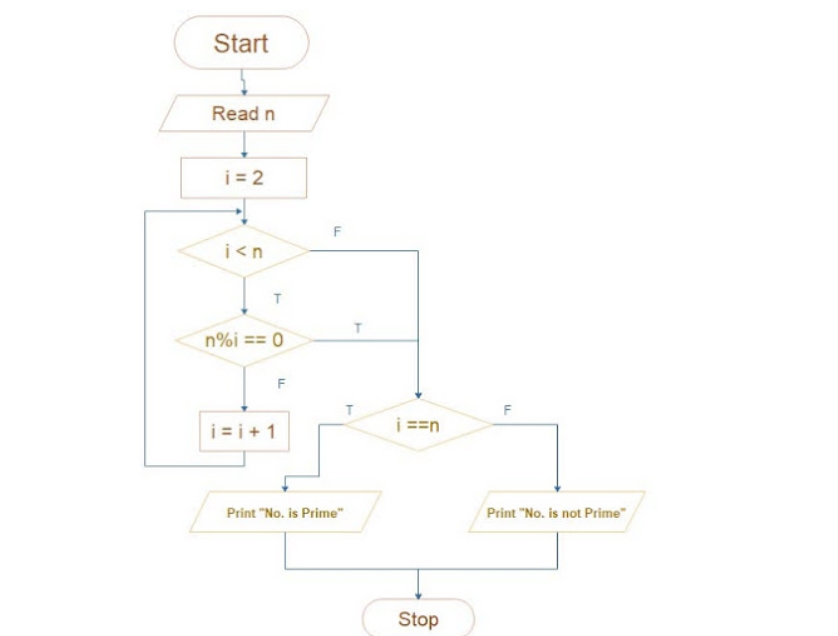 Start
Read n
i = 2
F
i < n
T
T
n%i == 0
F
i = i + 1
T
F
i ==n
Print "No. is Prime"
Print "No. is not Prime"
Stop